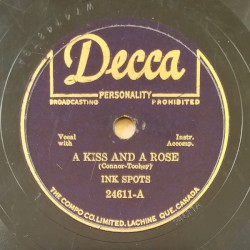 Decca
PERSONALITY
BROADCASTING PROHIBITED
Vocal with Instr. Accomp.
A KISS AND A ROSE
(Connor-Toohey)
INK SPOTS
24611-A
THE COMPO CO. LIMITED, LACHINE QUE. CANADA